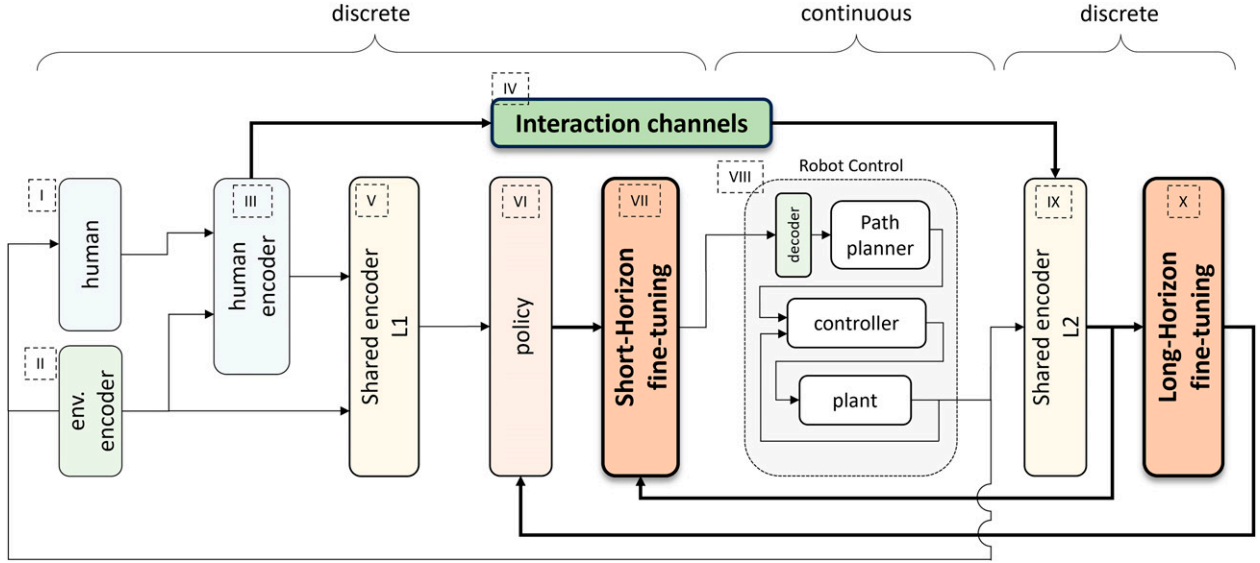 discrete
continuous
discrete
IV
Interaction channels
I
human
II
env.
encoder
III
human
encoder
V
Shared encoder
L1
VI
policy
VII
Short-Horizon
fine-tuning
VIII
Robot Control
decoder
Path
planner
controller
plant
IX
Shared encoder
L2
X
Long-Horizon
fine-tuning